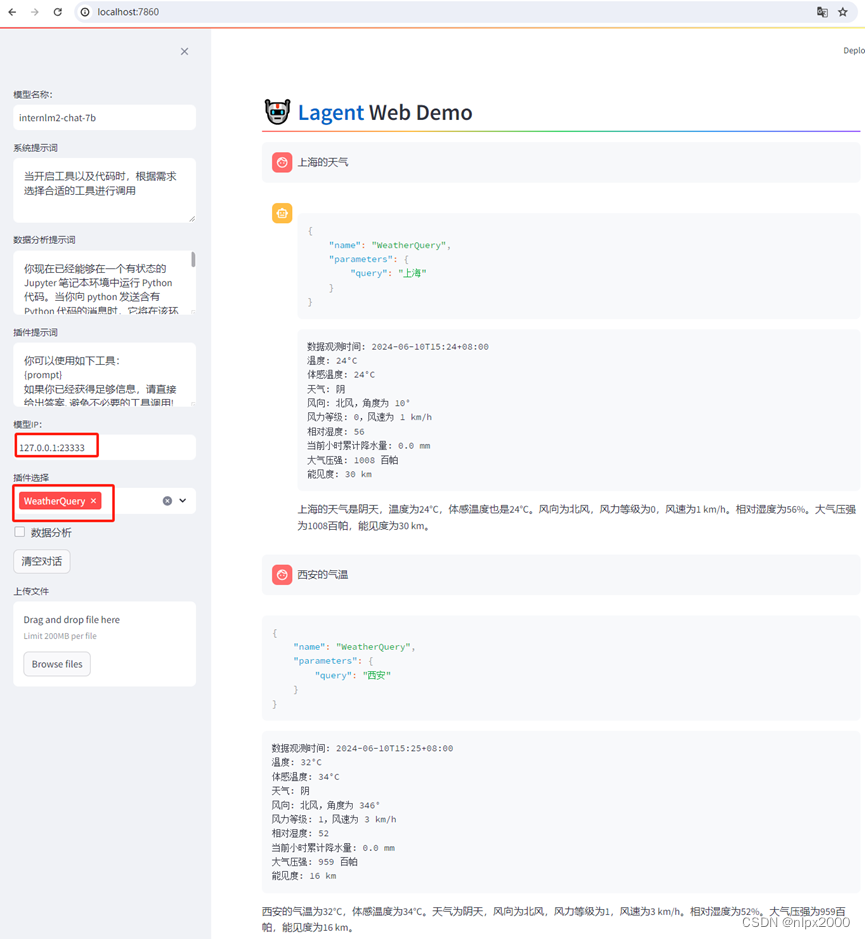 localhost:7860
Deplo
模型名称：
internlm2-chat-7b
系统提示词
当开启工具以及代码时，根据需求
选择合适的工具进行调用
数据分析提示词
你现在已经能够在一个有状态的
Jupyter 笔记本环境中运行 Python
代码。当你向 python 发送含有
Python 代码的消息时，它将在该环
插件提示词
你可以使用如下工具：
{prompt}
如果你已经获得足够信息，请直接
给出答案. 避免不必要的工具调用!
模型IP：
127.0.0.1:23333
插件选择
WeatherQuery ×
数据分析
清空对话
上传文件
Drag and drop file here
Limit 200MB per file
Browse files
Lagent Web Demo
上海的天气
{
"name": "WeatherQuery",
"parameters": {
"query": "上海"
}
}
数据观测时间: 2024-06-10T15:24+08:00
温度: 24°C
体感温度: 24°C
天气: 阴
风向: 北风，角度为 10°
风力等级: 0，风速为 1 km/h
相对湿度: 56
当前小时累计降水量: 0.0 mm
大气压强: 1008 百帕
能见度: 30 km
上海的天气是阴天，温度为24°C，体感温度也是24°C。风向为北风，风力等级为0，风速为1 km/h。相对湿度为56%。大气压强
为1008百帕，能见度为30 km。
西安的气温
{
"name": "WeatherQuery",
"parameters": {
"query": "西安"
}
}
数据观测时间: 2024-06-10T15:25+08:00
温度: 32°C
体感温度: 34°C
天气: 阴
风向: 北风，角度为 346°
风力等级: 1，风速为 3 km/h
相对湿度: 52
当前小时累计降水量: 0.0 mm
大气压强: 959 百帕
能见度: 16 km
西安的气温为32°C，体感温度为34°C。天气为阴天，风向为北风，风力等级为1，风速为3 km/h。相对湿度为52%。大气压强为959百
帕，能见度为16 km。
CSDN @nlpx2000